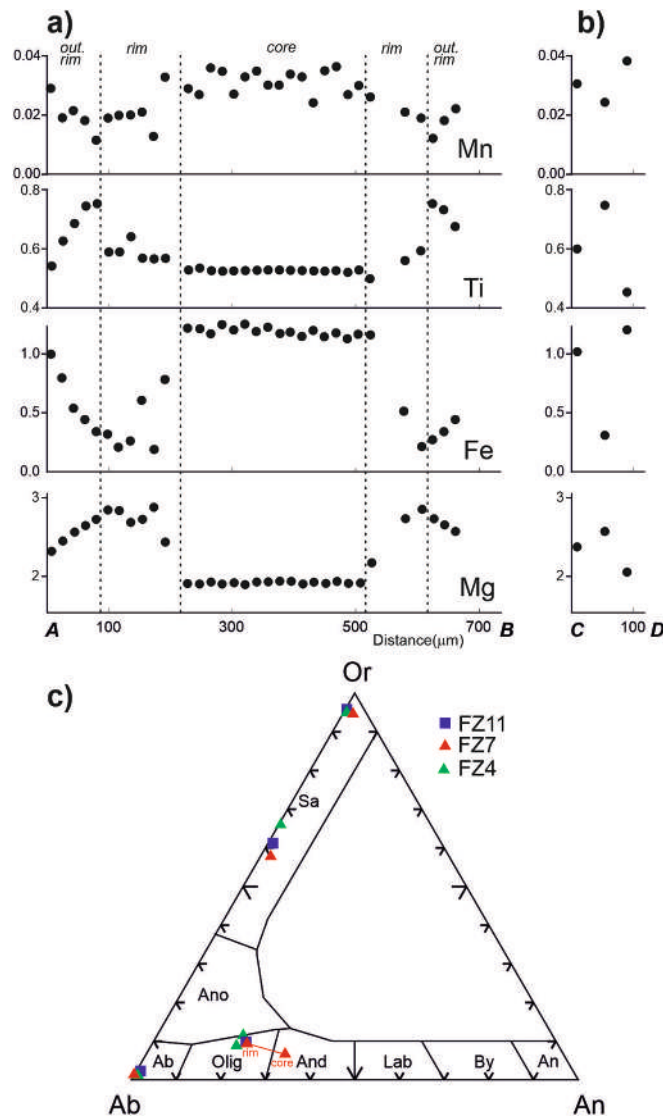 a)
b)
out. rim
rim
core
rim
out. rim
0.04
0.02
0.00
Mn
0.04
0.02
0.00
0.8
0.6
0.4
Ti
0.8
0.6
0.4
1.0
0.5
0.0
Fe
1.0
0.5
0.0
3
2
Mg
3
2
A 100 300 500 700 B
Distance(µm)
C 100 D
c)
Or
FZ11
FZ7
FZ4
Sa
Ano
Ab Olig rim core And Lab By An
Ab An